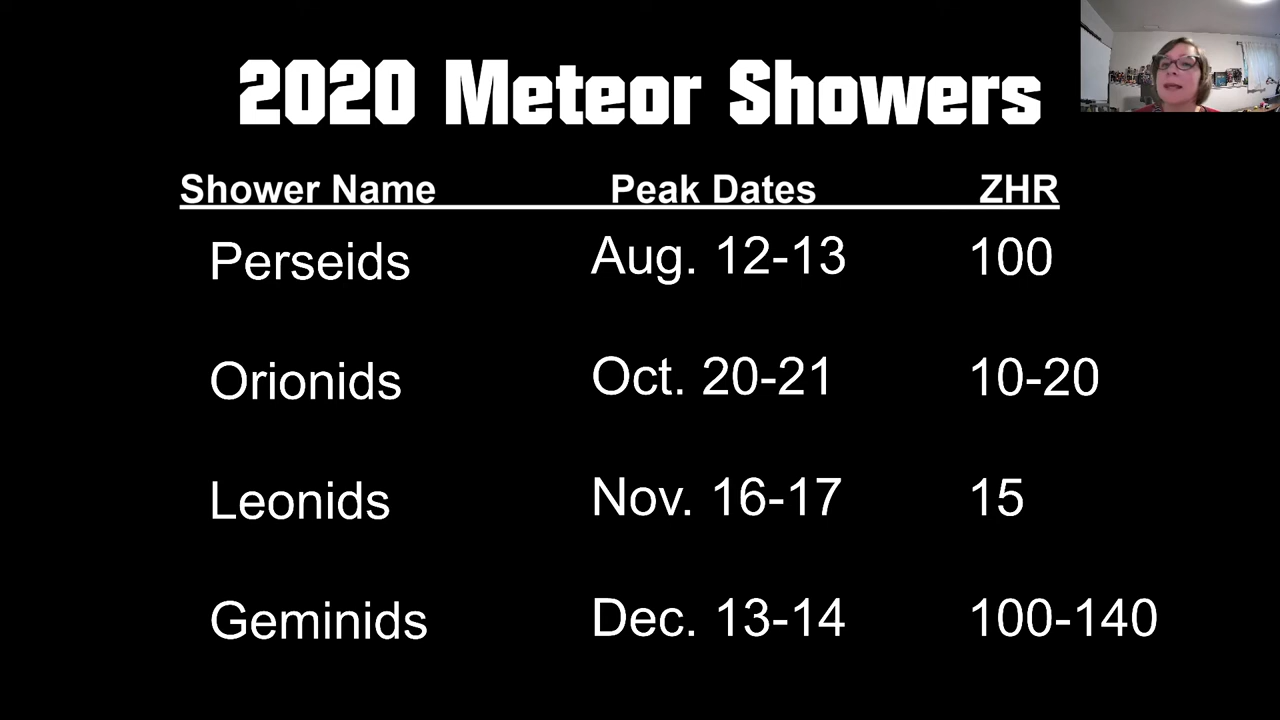 2020 Meteor Showers
Shower Name Peak Dates ZHR
Perseids Aug. 12-13 100
Orionids Oct. 20-21 10-20
Leonids Nov. 16-17 15
Geminids Dec. 13-14 100-140